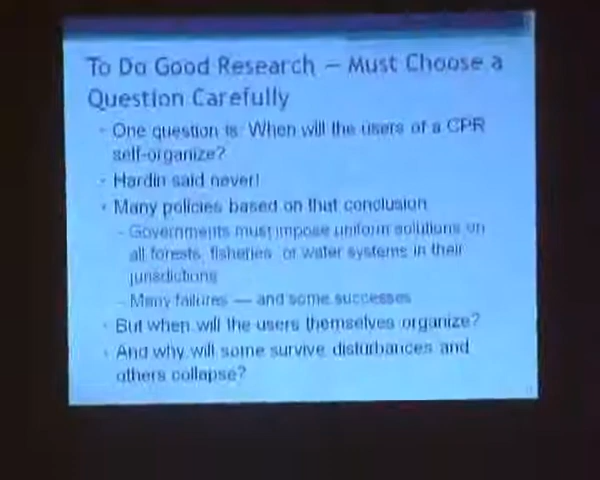 To Do Good Research – Must Choose a
Question Carefully
- One question is: When will the users of a CPR
self-organize?
- Hardin said never!
• Many policies based on that conclusion
– Governments must impose uniform solutions on
all forests, fisheries, or water systems in their
jurisdictions
– Many failures — and some successes
· But when will the users themselves organize?
· And why will some survive disturbances and
others collapse?